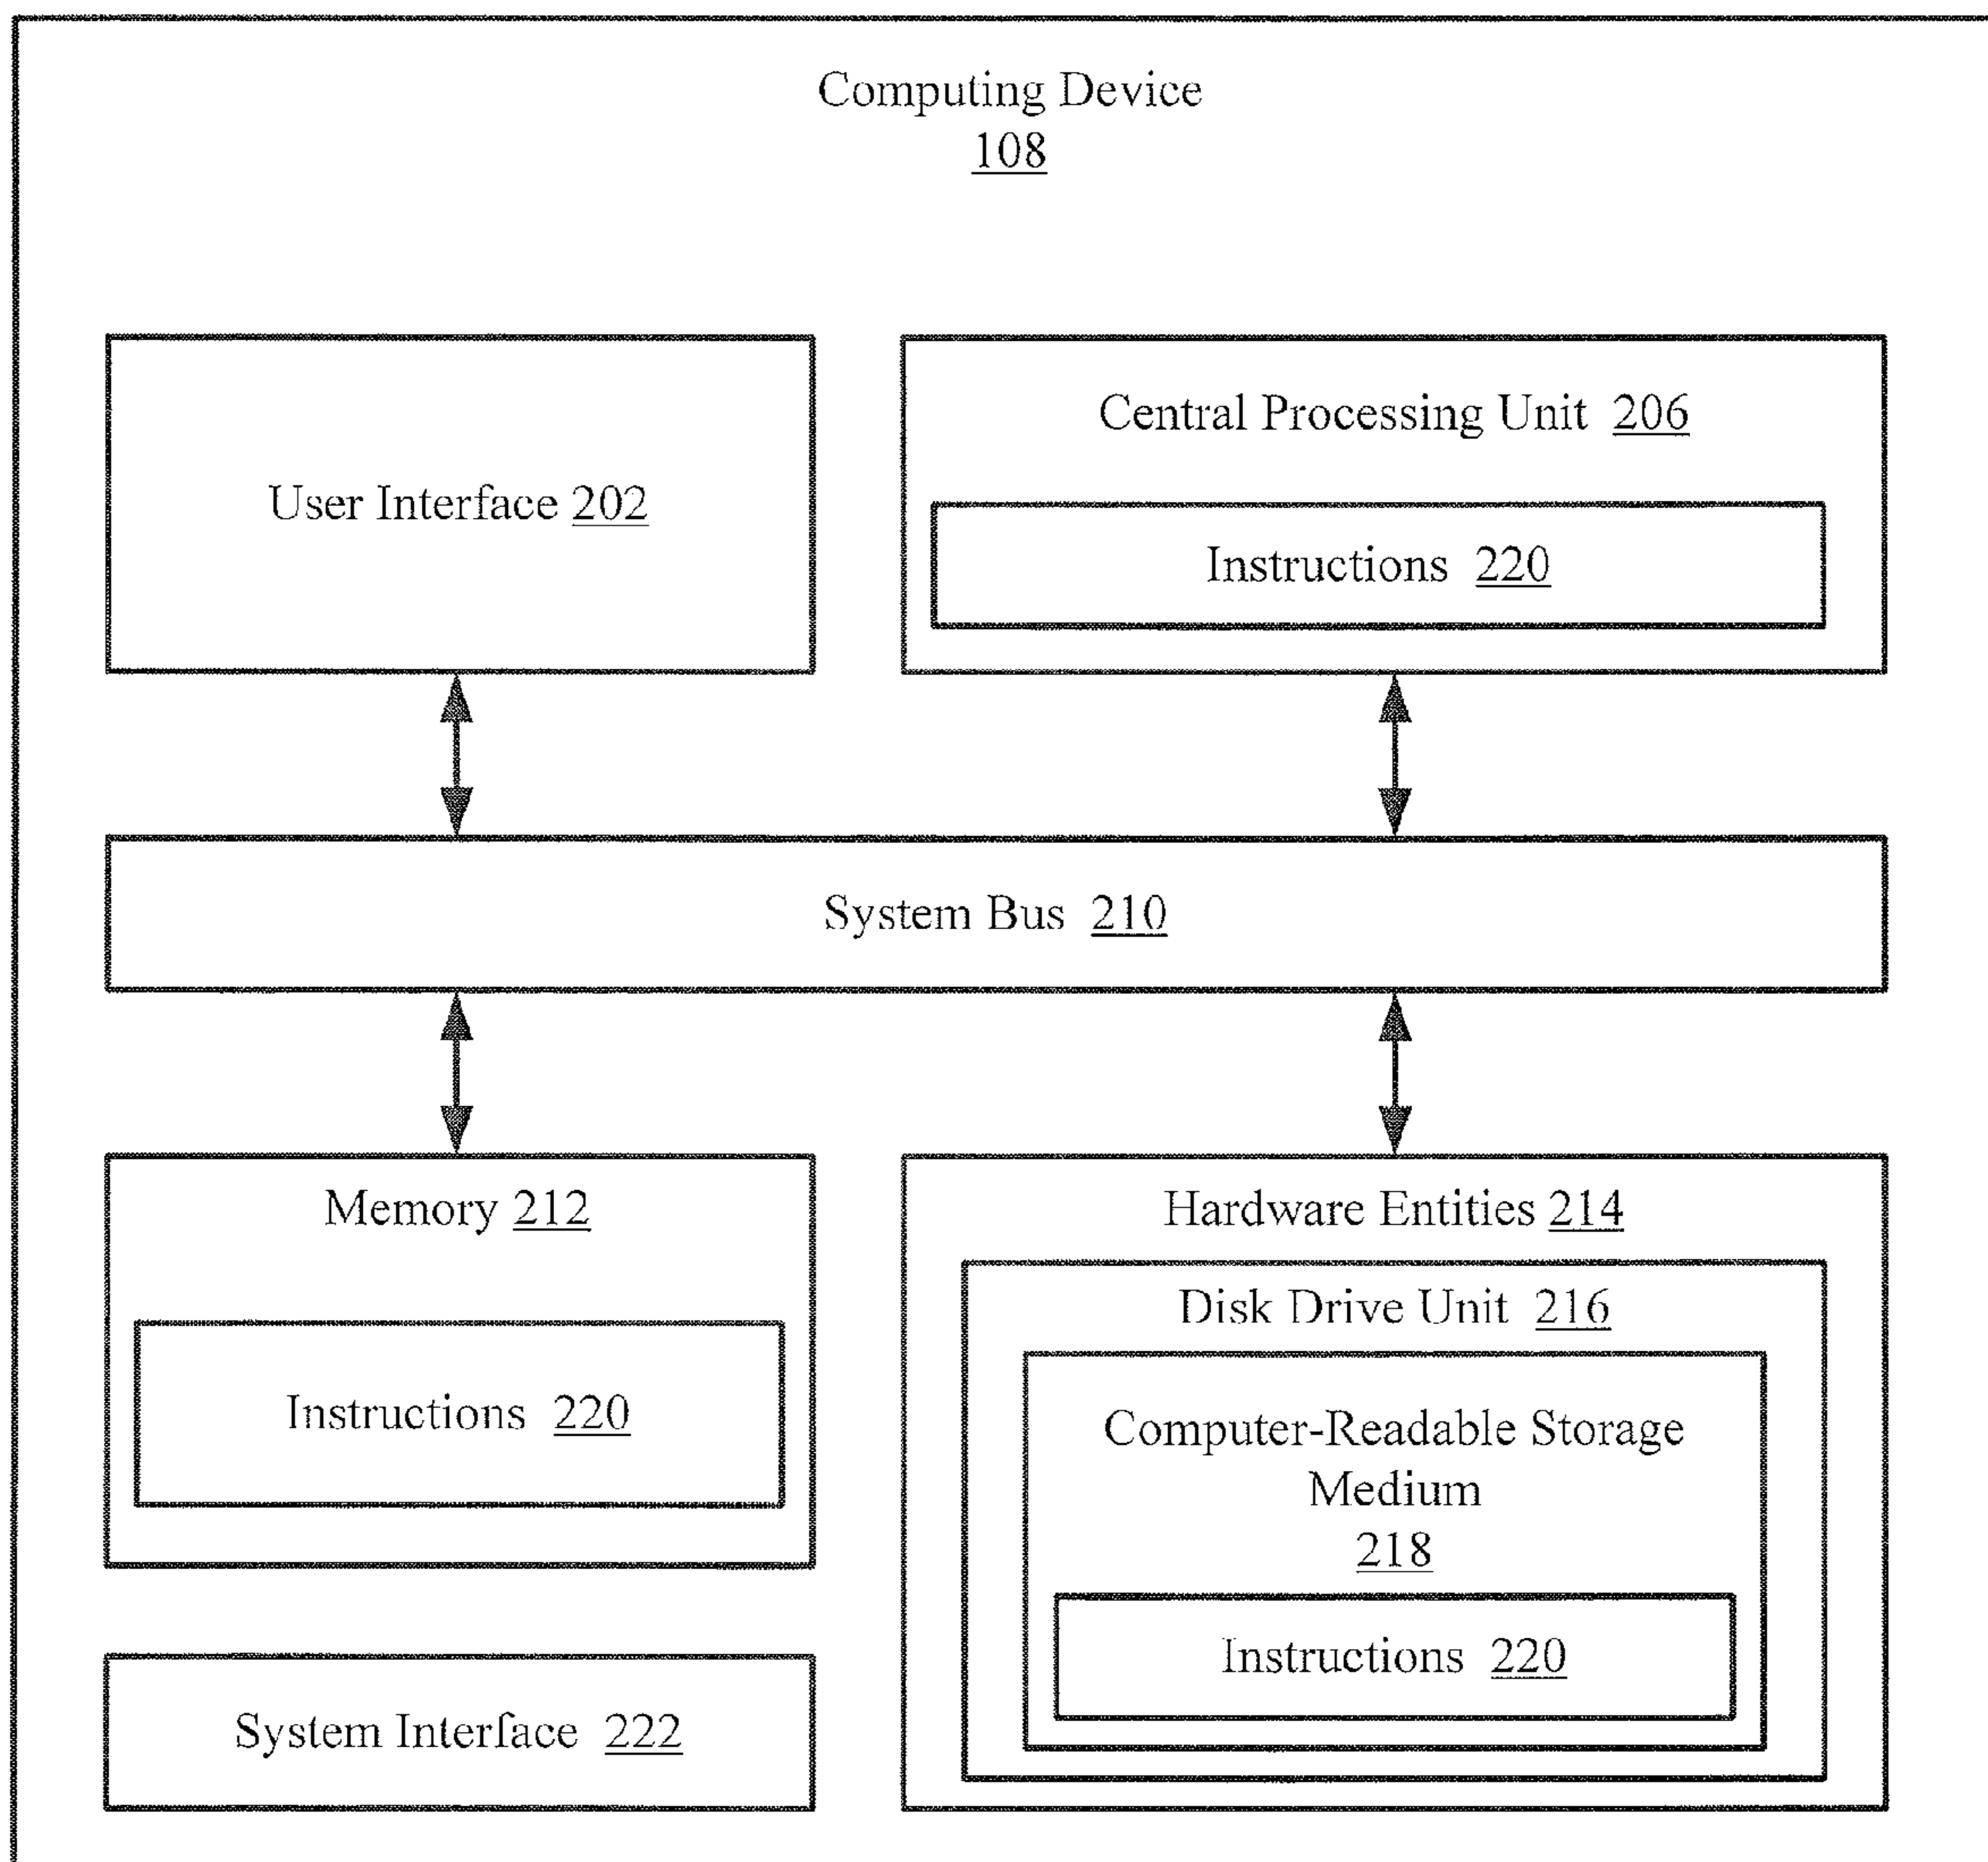 Computing Device
108
User Interface 202
Central Processing Unit 206
Instructions 220
System Bus 210
Memory 212
Instructions 220
Hardware Entities 214
Disk Drive Unit 216
Computer-Readable Storage
Medium
218
Instructions 220
System Interface 222